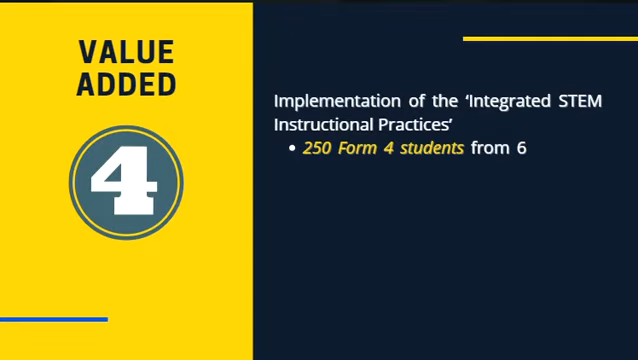 VALUE
ADDED
4
Implementation of the ‘Integrated STEM
Instructional Practices’
• 250 Form 4 students from 6